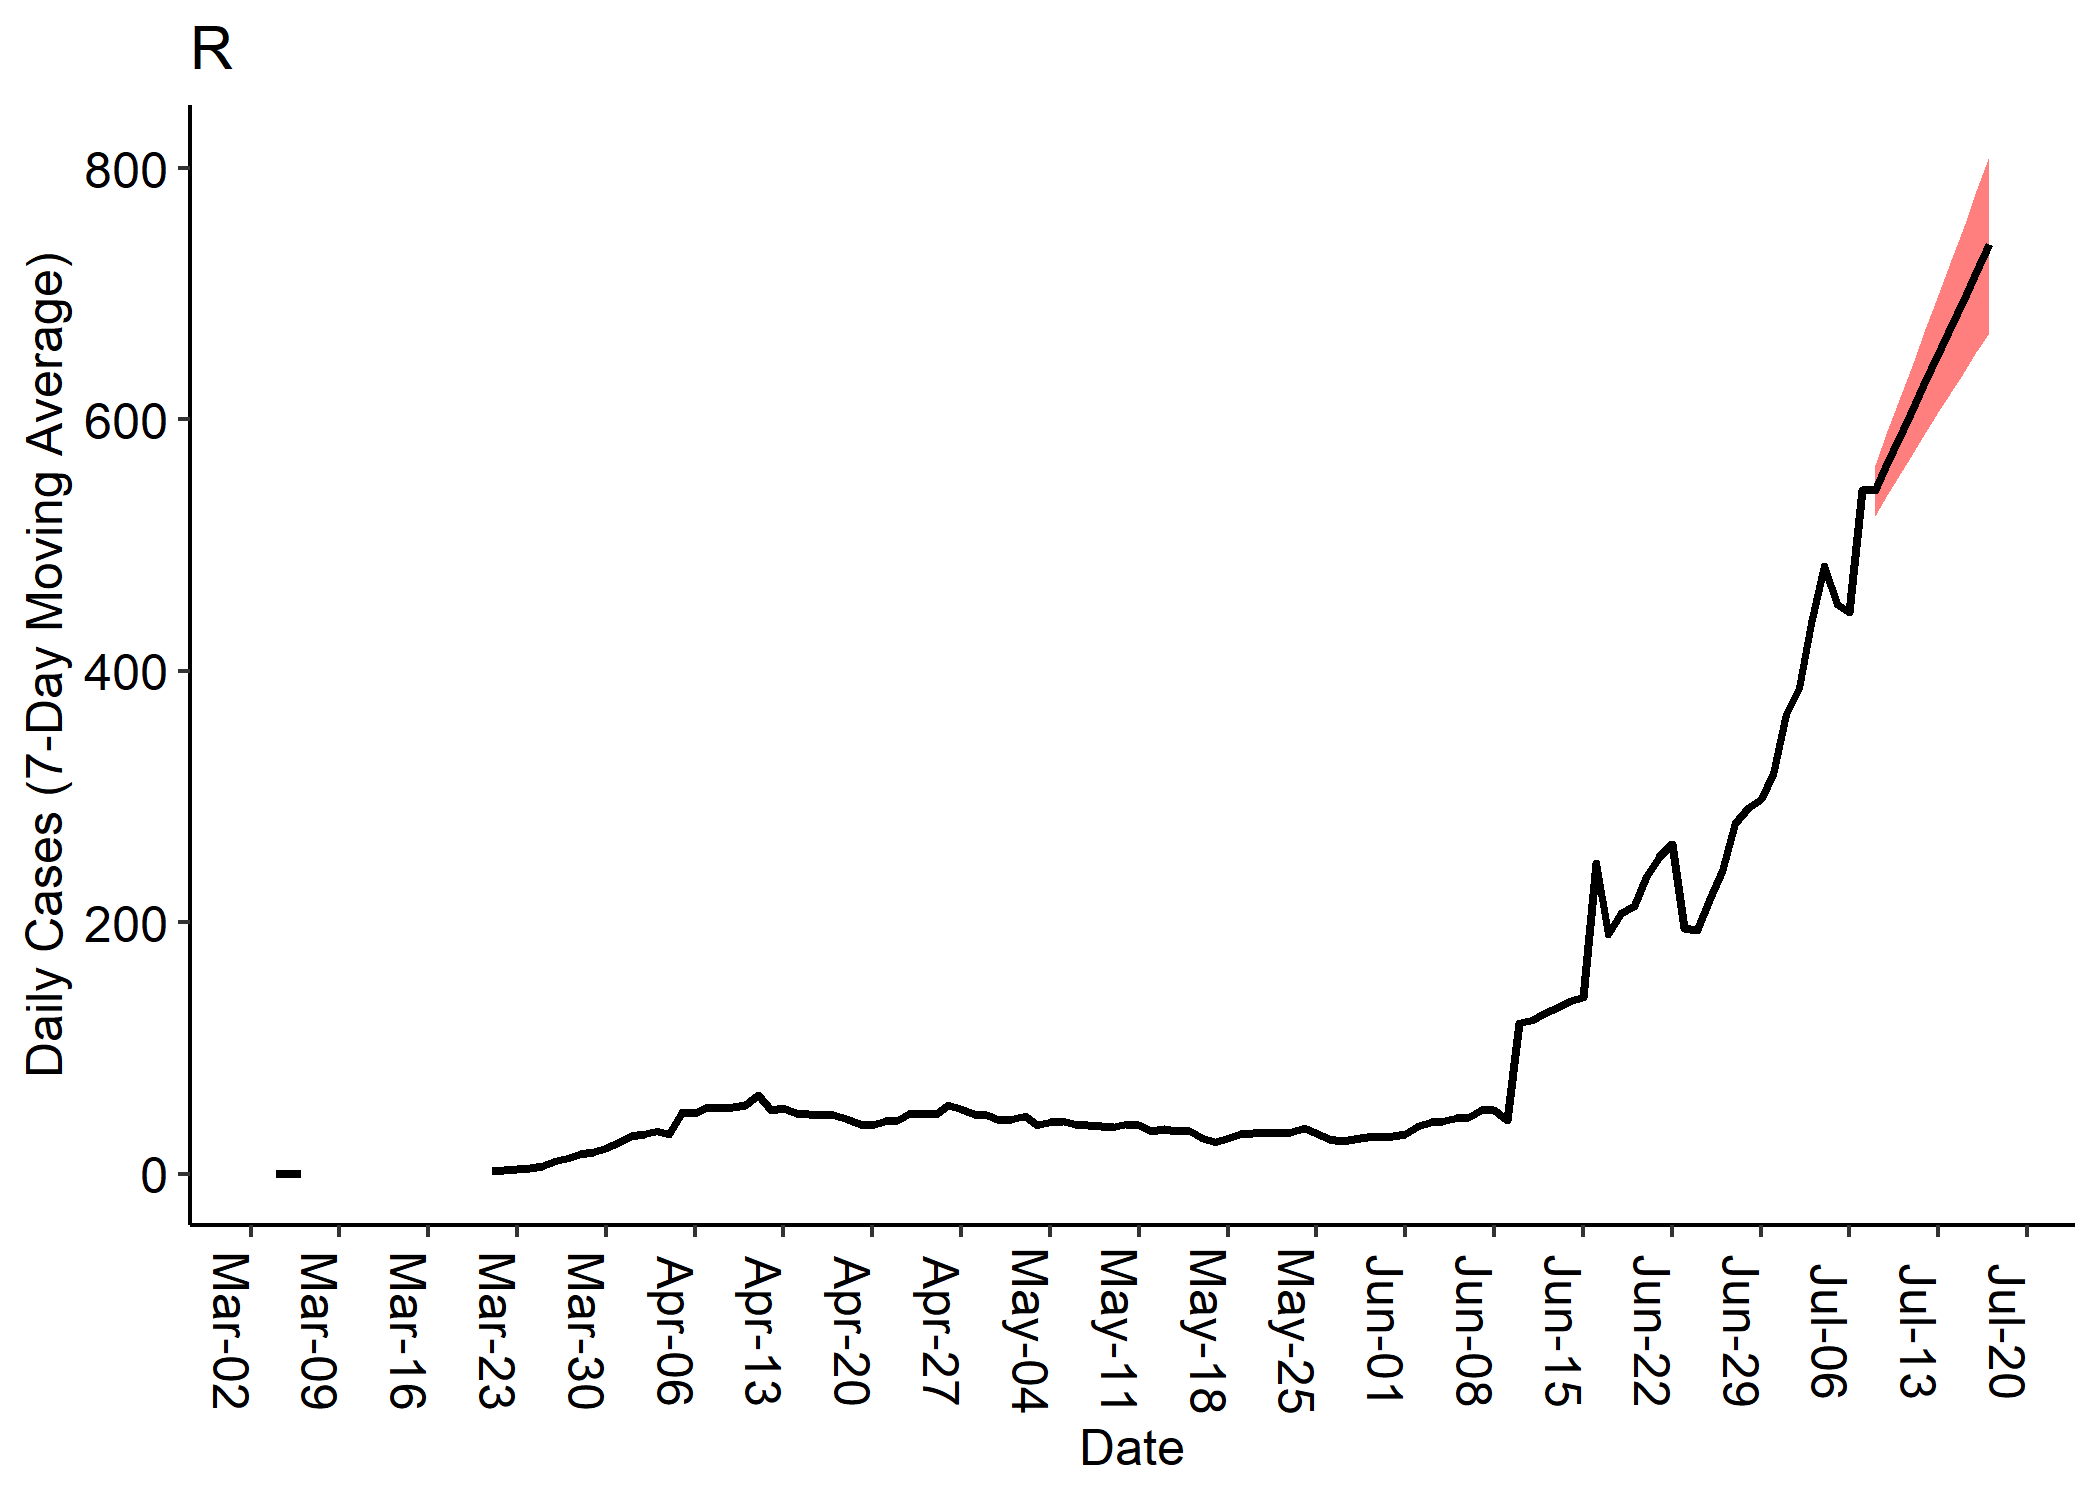 R
Daily Cases (7-Day Moving Average)
800
600
400
200
0
Mar-02
Mar-09
Mar-16
Mar-23
Mar-30
Apr-06
Apr-13
Apr-20
Apr-27
May-04
May-11
May-18
May-25
Jun-01
Jun-08
Jun-15
Jun-22
Jun-29
Jul-06
Jul-13
Jul-20
Date